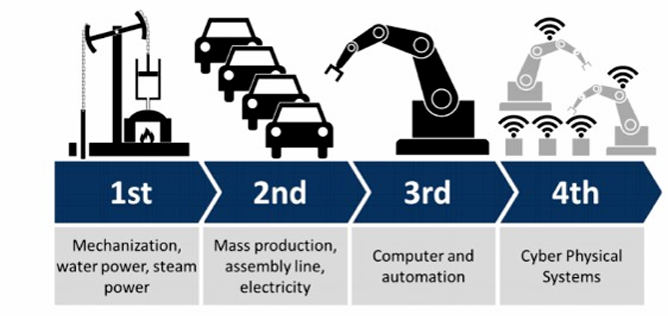 1st
2nd
3rd
4th
Mechanization,
water power, steam
power
Mass production,
assembly line,
electricity
Computer and
automation
Cyber Physical
Systems